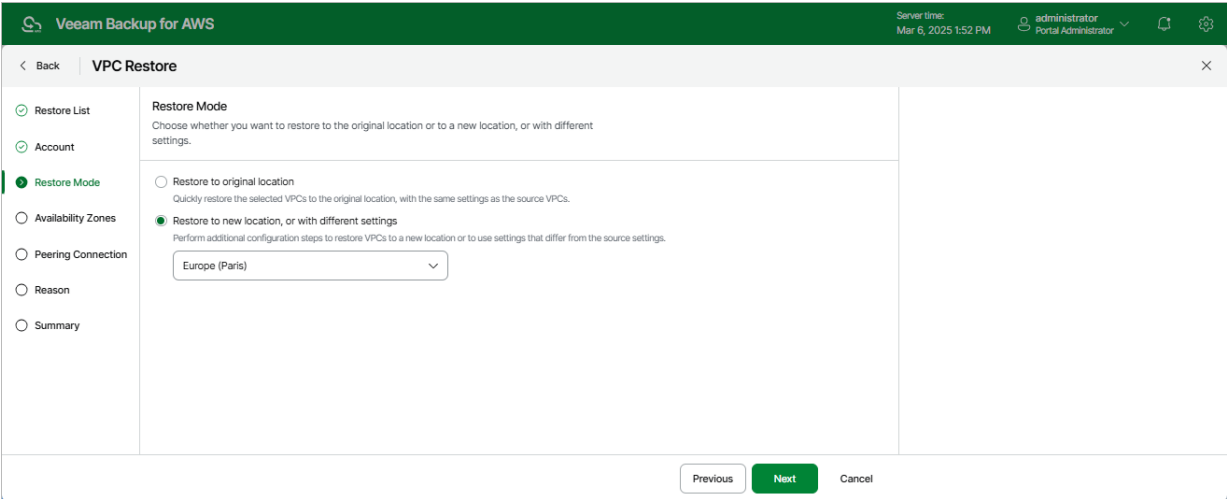 Veeam Backup for AWS
Server time:
Mar 6, 2025 1:52 PM
administrator
Portal Administrator
Back
VPC Restore
Restore List
Account
Restore Mode
Availability Zones
Peering Connection
Reason
Summary
Restore Mode
Choose whether you want to restore to the original location or to a new location, or with different
settings.
Restore to original location
Quickly restore the selected VPCs to the original location, with the same settings as the source VPCs.
Restore to new location, or with different settings
Perform additional configuration steps to restore VPCs to a new location or to use settings that differ from the source settings.
Europe (Paris)
Previous
Next
Cancel